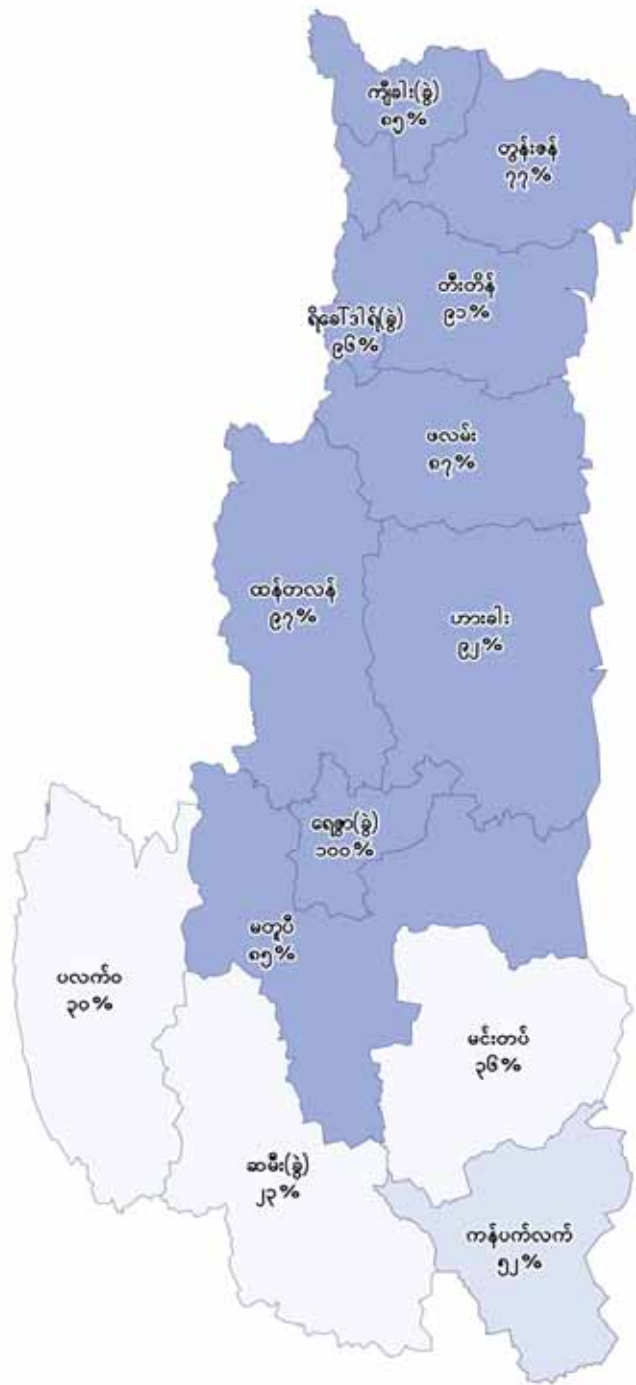 ကျီခါး(ခွဲ)
၈၅%
တွန်းဇန်
၇၇%
တီးတိန်
၉၁%
ရိခေါ်ဒါရ်(ခွဲ)
၉၆%
ဖလမ်း
၈၇%
ထန်တလန်
၉၇%
ဟားခါး
၉၂%
ရေဇွာ(ခွဲ)
၁၀၀%
မတူပီ
၈၅%
ပလက်ဝ
၃၀%
မင်းတပ်
၃၆%
ဆမီး(ခွဲ)
၂၃%
ကန်ပက်လက်
၅၂%